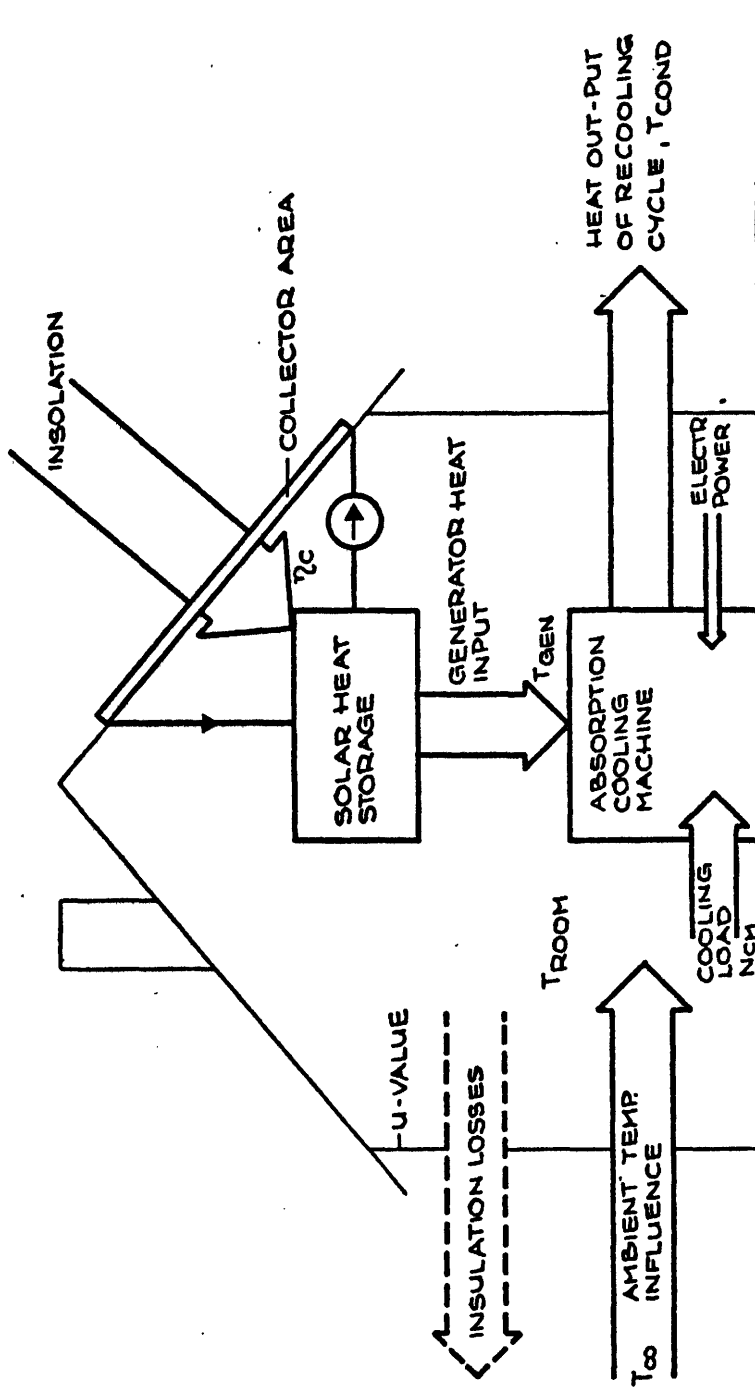 INSOLATION
COLLECTOR AREA
ηc
SOLAR HEAT
STORAGE
GENERATOR HEAT
INPUT
TGEN
ABSORPTION
COOLING
MACHINE
HEAT OUT-PUT
OF RECOOLING
CYCLE, TCOND
ELECTR.
POWER
U-VALUE
INSULATION LOSSES
TROOM
COOLING
LOAD
NCM
T∞ AMBIENT TEMP.
INFLUENCE